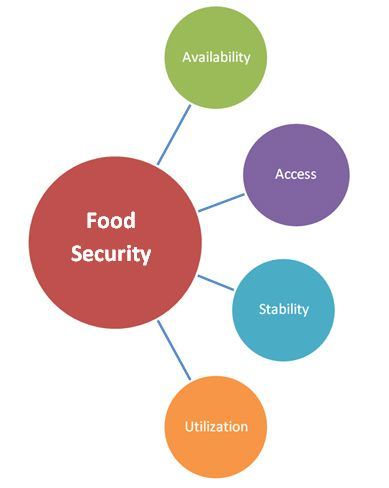 Availability
Access
Food
Security
Stability
Utilization